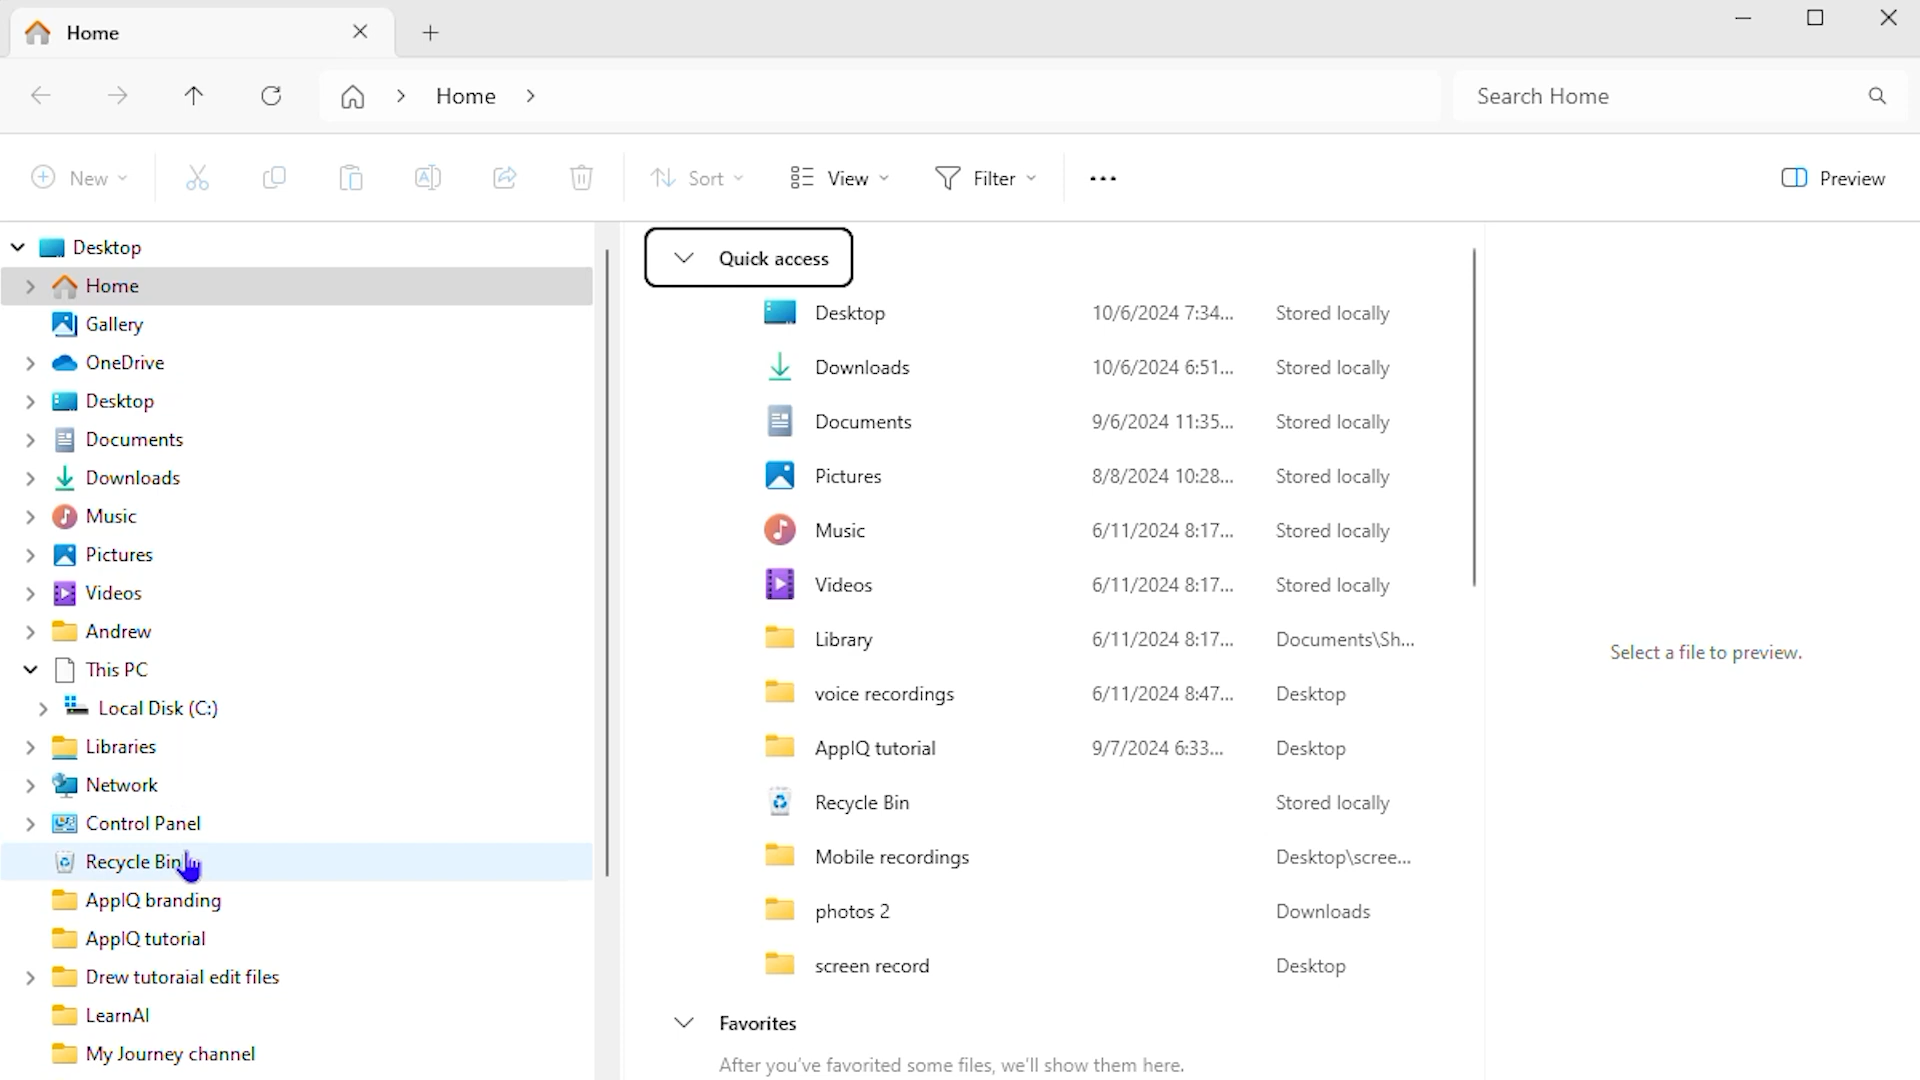 Home
Home
Search Home
New
Sort
View
Filter
Preview
Desktop
Home
Gallery
OneDrive
Desktop
Documents
Downloads
Music
Pictures
Videos
Andrew
This PC
Local Disk (C:)
Libraries
Network
Control Panel
Recycle Bin
AppIQ branding
AppIQ tutorial
Drew tutoraial edit files
LearnAI
My Journey channel
Quick access
Desktop 10/6/2024 7:34... Stored locally
Downloads 10/6/2024 6:51... Stored locally
Documents 9/6/2024 11:35... Stored locally
Pictures 8/8/2024 10:28... Stored locally
Music 6/11/2024 8:17... Stored locally
Videos 6/11/2024 8:17... Stored locally
Library 6/11/2024 8:17... Documents\Sh...
voice recordings 6/11/2024 8:47... Desktop
AppIQ tutorial 9/7/2024 6:33... Desktop
Recycle Bin Stored locally
Mobile recordings Desktop\scree...
photos 2 Downloads
screen record Desktop
Favorites
After you've favorited some files, we'll show them here.
Select a file to preview.